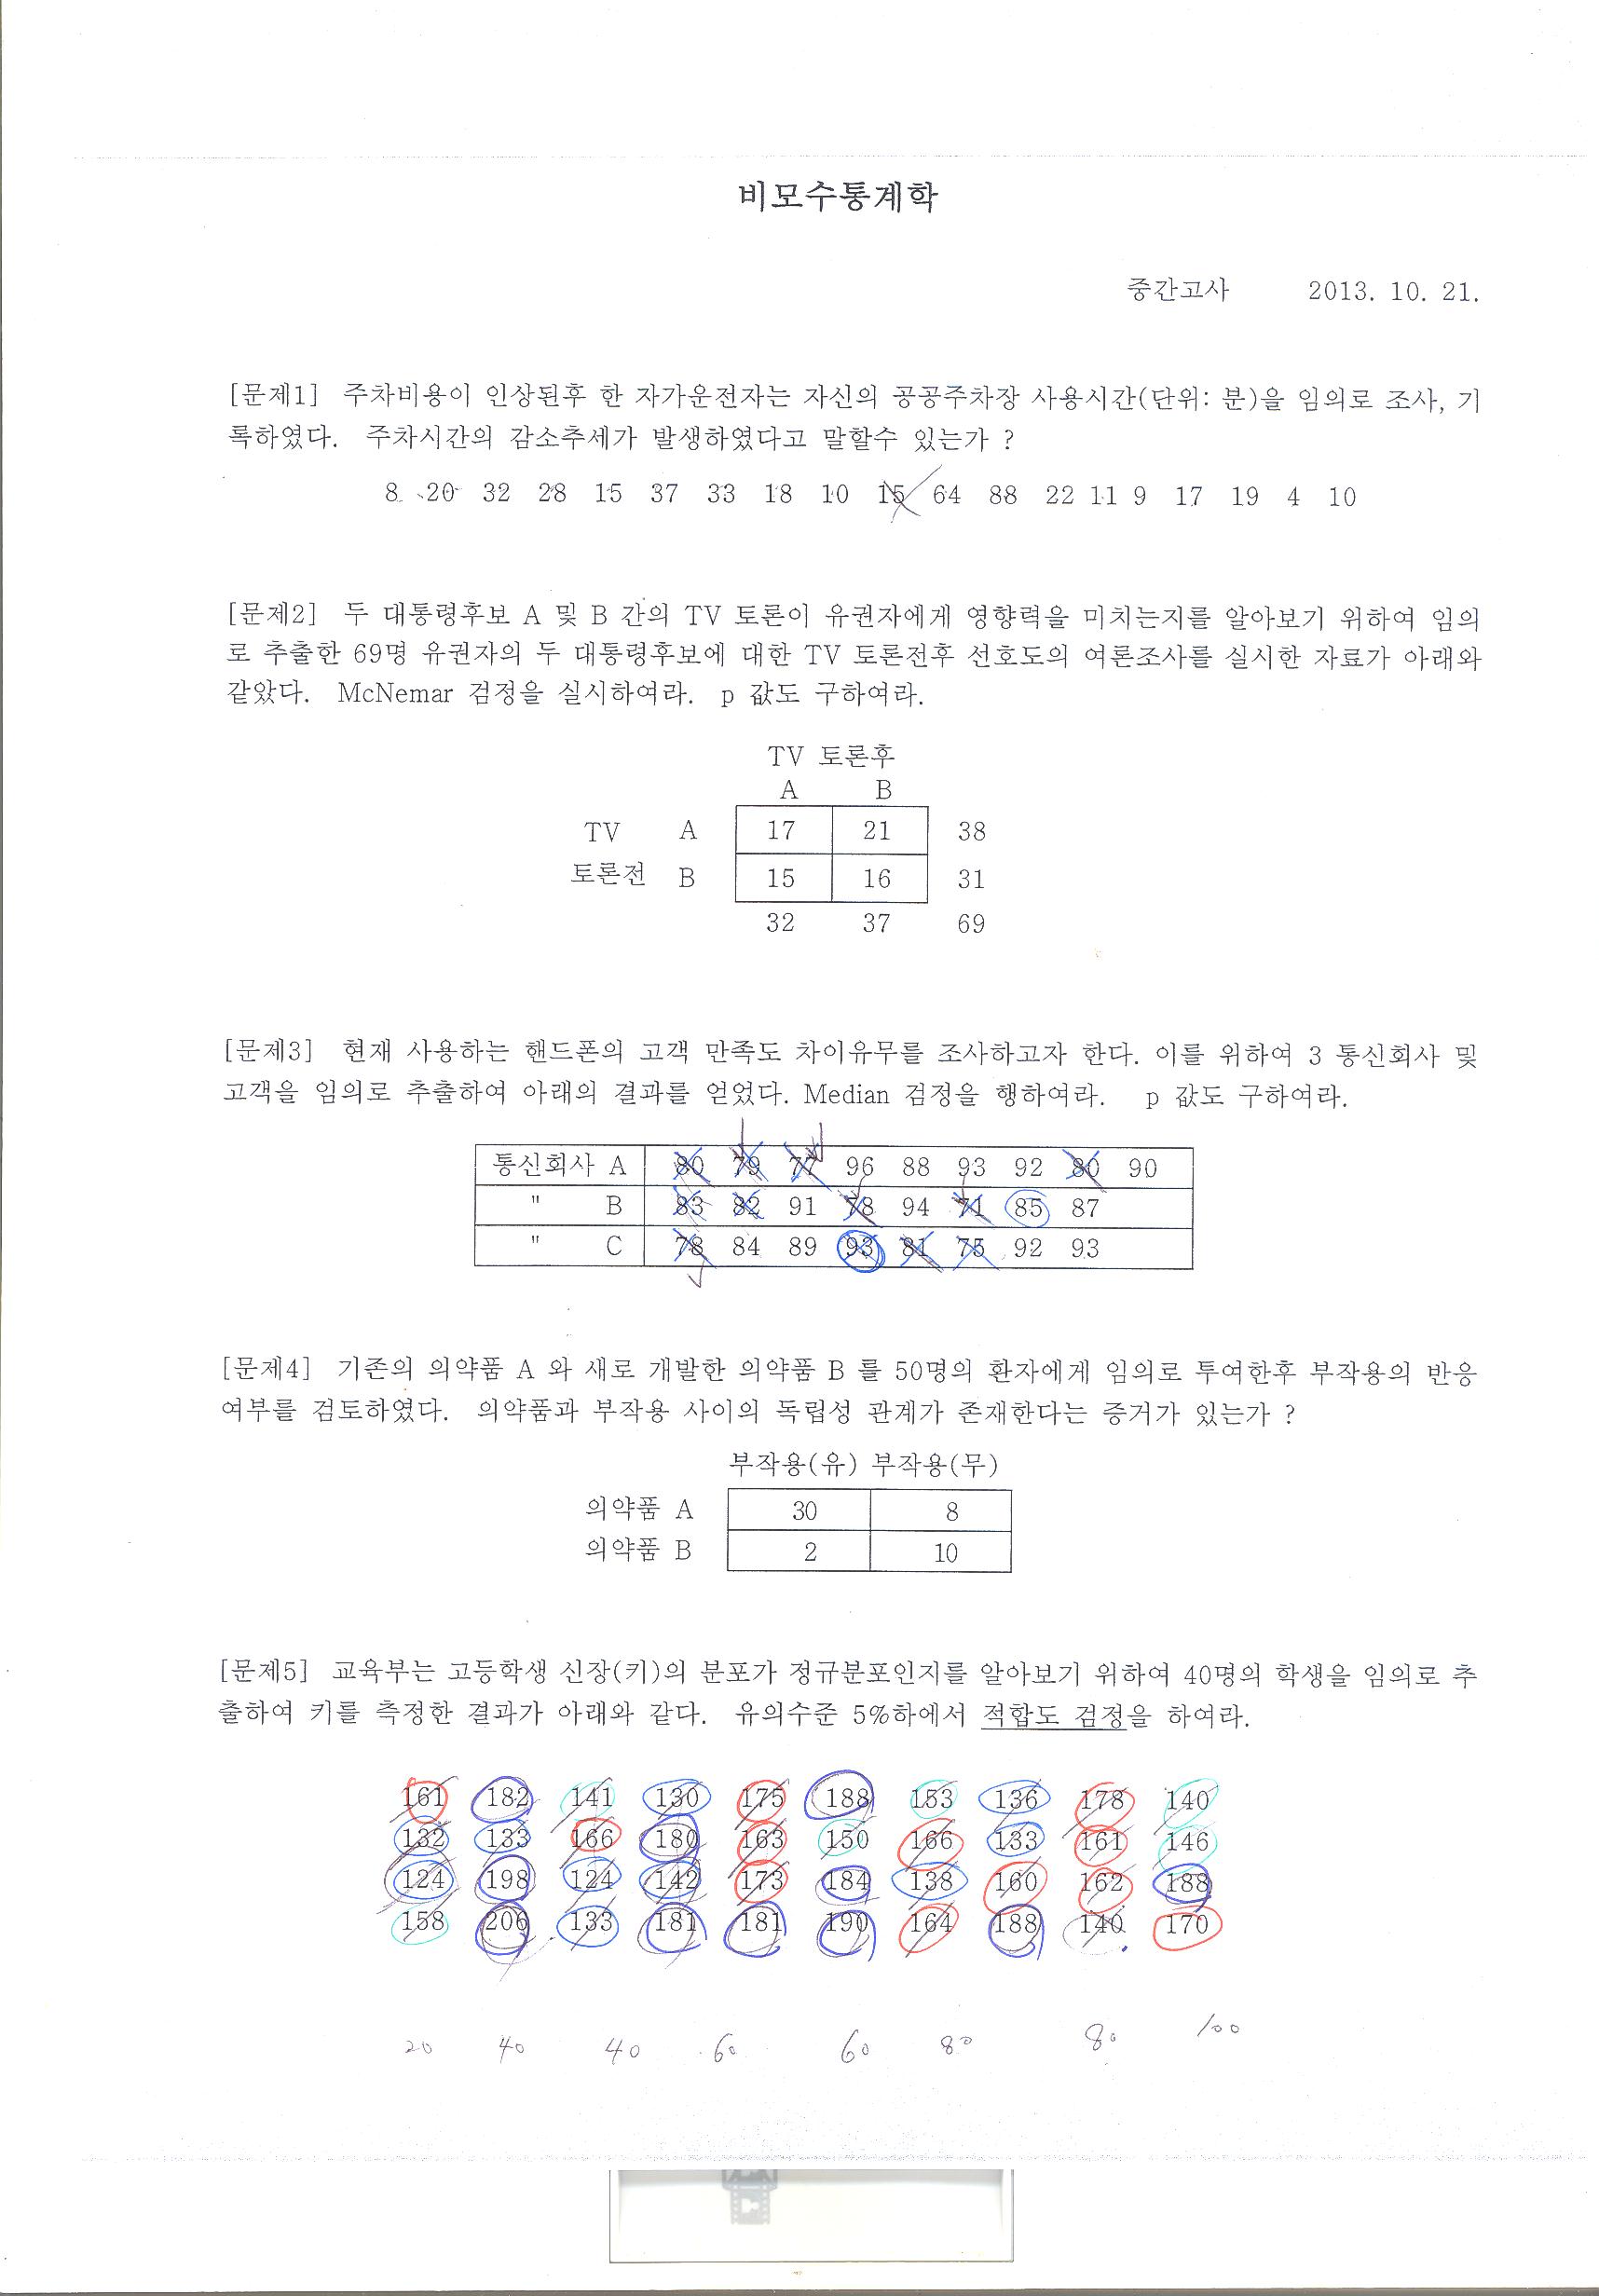 비모수통계학
중간고사 2013. 10. 21.
[문제1] 주차비용이 인상된후 한 자가운전자는 자신의 공공주차장 사용시간(단위: 분)을 임의로 조사, 기
록하였다. 주차시간의 감소추세가 발생하였다고 말할수 있는가 ?
8 20 32 28 15 37 33 18 10 15 64 88 22 11 9 17 19 4 10
[문제2] 두 대통령후보 A 및 B 간의 TV 토론이 유권자에게 영향력을 미치는지를 알아보기 위하여 임의
로 추출한 69명 유권자의 두 대통령후보에 대한 TV 토론전후 선호도의 여론조사를 실시한 자료가 아래와
같았다. McNemar 검정을 실시하여라. p 값도 구하여라.
TV 토론후
A B
TV A 17 21 38
토론전 B 15 16 31
32 37 69
[문제3] 현재 사용하는 핸드폰의 고객 만족도 차이유무를 조사하고자 한다. 이를 위하여 3 통신회사 및
고객을 임의로 추출하여 아래의 결과를 얻었다. Median 검정을 행하여라. p 값도 구하여라.
통신회사 A 80 79 77 96 88 93 92 80 90
" B 83 82 91 78 94 71 85 87
" C 78 84 89 93 81 75 92 93
[문제4] 기존의 의약품 A 와 새로 개발한 의약품 B 를 50명의 환자에게 임의로 투여한후 부작용의 반응
여부를 검토하였다. 의약품과 부작용 사이의 독립성 관계가 존재한다는 증거가 있는가 ?
부작용(유) 부작용(무)
의약품 A 30 8
의약품 B 2 10
[문제5] 교육부는 고등학생 신장(키)의 분포가 정규분포인지를 알아보기 위하여 40명의 학생을 임의로 추
출하여 키를 측정한 결과가 아래와 같다. 유의수준 5%하에서 적합도 검정을 하여라.
161 182 141 130 175 188 153 136 178 140
132 133 166 180 163 150 166 133 161 146
124 198 124 142 173 184 138 160 162 188
158 206 133 181 181 190 164 188 140 170
20 40 40 60 60 80 80 100